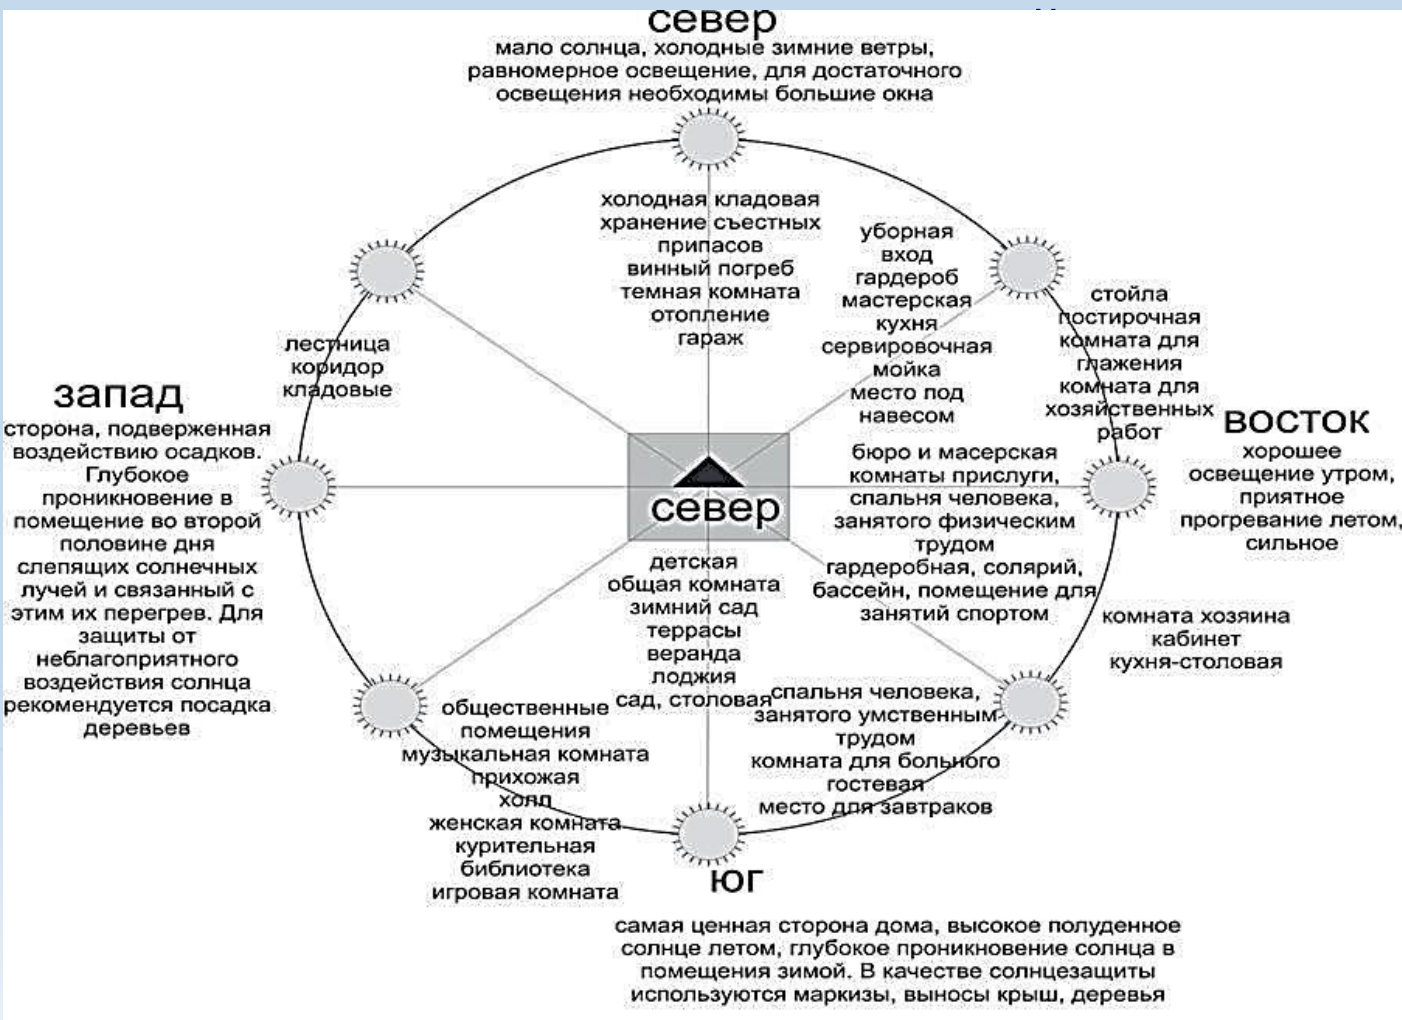 север
мало солнца, холодные зимние ветры,
равномерное освещение, для достаточного
освещения необходимы большие окна
холодная кладовая
хранение съестных
припасов
винный погреб
темная комната
отопление
гараж
уборная
вход
гардероб
мастерская
кухня
сервировочная
мойка
место под
навесом
стойла
постирочная
комната для
глажения
комната для
хозяйственных
работ
лестница
коридор
кладовые
запад
сторона, подверженная
воздействию осадков.
Глубокое
проникновение в
помещение во второй
половине дня
слепящих солнечных
лучей и связанный с
этим их перегрев. Для
защиты от
неблагоприятного
воздействия солнца
рекомендуется посадка
деревьев
север
восток
хорошее
освещение утром,
приятное
прогревание летом,
сильное
бюро и масерская
комнаты прислуги,
спальня человека,
занятого физическим
трудом
гардеробная, солярий,
бассейн, помещение для
занятий спортом
комната хозяина
кабинет
кухня-столовая
детская
общая комната
зимний сад
террасы
веранда
лоджия
сад, столовая
спальня человека,
занятого умственным
трудом
комната для больного
гостевая
место для завтраков
общественные
помещения
музыкальная комната
прихожая
холл
женская комната
курительная
библиотека
игровая комната
юг
самая ценная сторона дома, высокое полуденное
солнце летом, глубокое проникновение солнца в
помещения зимой. В качестве солнцезащиты
используются маркизы, выносы крыш, деревья